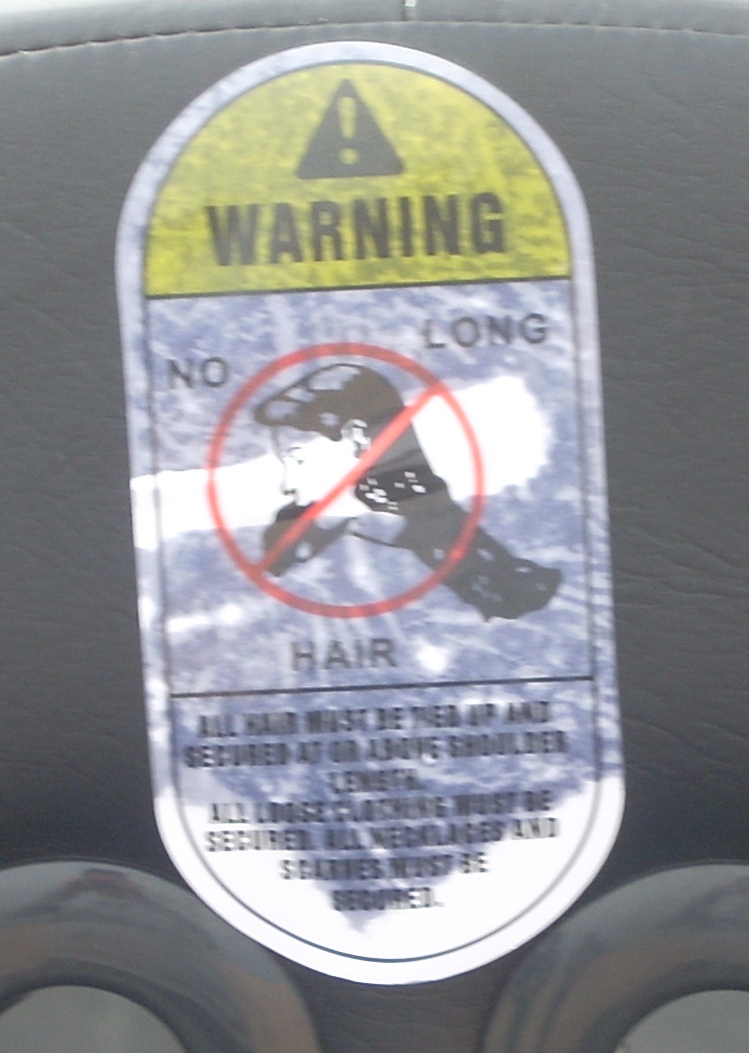 WARNING
NO LONG
HAIR
ALL HAIR MUST BE TIED UP AND
SECURED AT OR ABOVE SHOULDER
LENGTH.
ALL LOOSE CLOTHING MUST BE
SECURED. ALL NECKLACES AND
SCARVES MUST BE
SECURED.